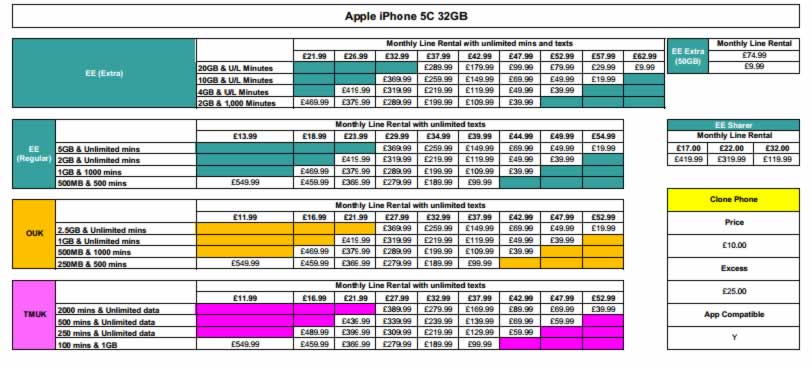 Apple iPhone 5C 32GB
Monthly Line Rental with unlimited mins and texts
EE (Extra)
£21.99 £26.99 £32.99 £37.99 £42.99 £47.99 £52.99 £57.99 £62.99
20GB & U/L Minutes £289.99 £179.99 £99.99 £79.99 £29.99 £9.99
10GB & U/L Minutes £369.99 £259.99 £149.99 £69.99 £49.99 £19.99
4GB & U/L Minutes £419.99 £319.99 £219.99 £119.99 £49.99 £39.99
2GB & 1,000 Minutes £469.99 £379.99 £289.99 £199.99 £109.99 £39.99
EE Extra (50GB)
Monthly Line Rental
£74.99
£9.99
Monthly Line Rental with unlimited texts
EE (Regular)
£13.99 £18.99 £23.99 £29.99 £34.99 £39.99 £44.99 £49.99 £54.99
5GB & Unlimited mins £369.99 £259.99 £149.99 £69.99 £49.99 £19.99
2GB & Unlimited mins £419.99 £319.99 £219.99 £119.99 £49.99 £39.99
1GB & 1000 mins £469.99 £379.99 £289.99 £199.99 £109.99 £39.99
500MB & 500 mins £549.99 £459.99 £369.99 £279.99 £189.99 £99.99
EE Sharer
Monthly Line Rental
£17.00 £22.00 £32.00
£419.99 £319.99 £119.99
Monthly Line Rental with unlimited texts
OUK
£11.99 £16.99 £21.99 £27.99 £32.99 £37.99 £42.99 £47.99 £52.99
2.5GB & Unlimited mins £369.99 £259.99 £149.99 £69.99 £49.99 £19.99
1GB & Unlimited mins £419.99 £319.99 £219.99 £119.99 £49.99 £39.99
500MB & 1000 mins £469.99 £379.99 £289.99 £199.99 £109.99 £39.99
250MB & 500 mins £549.99 £459.99 £369.99 £279.99 £189.99 £99.99
Clone Phone
Price
£10.00
Excess
£25.00
App Compatible
Y
Monthly Line Rental with unlimited texts
TMUK
£11.99 £16.99 £21.99 £27.99 £32.99 £37.99 £42.99 £47.99 £52.99
2000 mins & Unlimited data £389.99 £279.99 £169.99 £89.99 £69.99 £39.99
500 mins & Unlimited data £439.99 £339.99 £239.99 £139.99 £69.99 £59.99
250 mins & Unlimited data £489.99 £399.99 £309.99 £219.99 £129.99 £59.99
100 mins & 1GB £549.99 £459.99 £369.99 £279.99 £189.99 £99.99